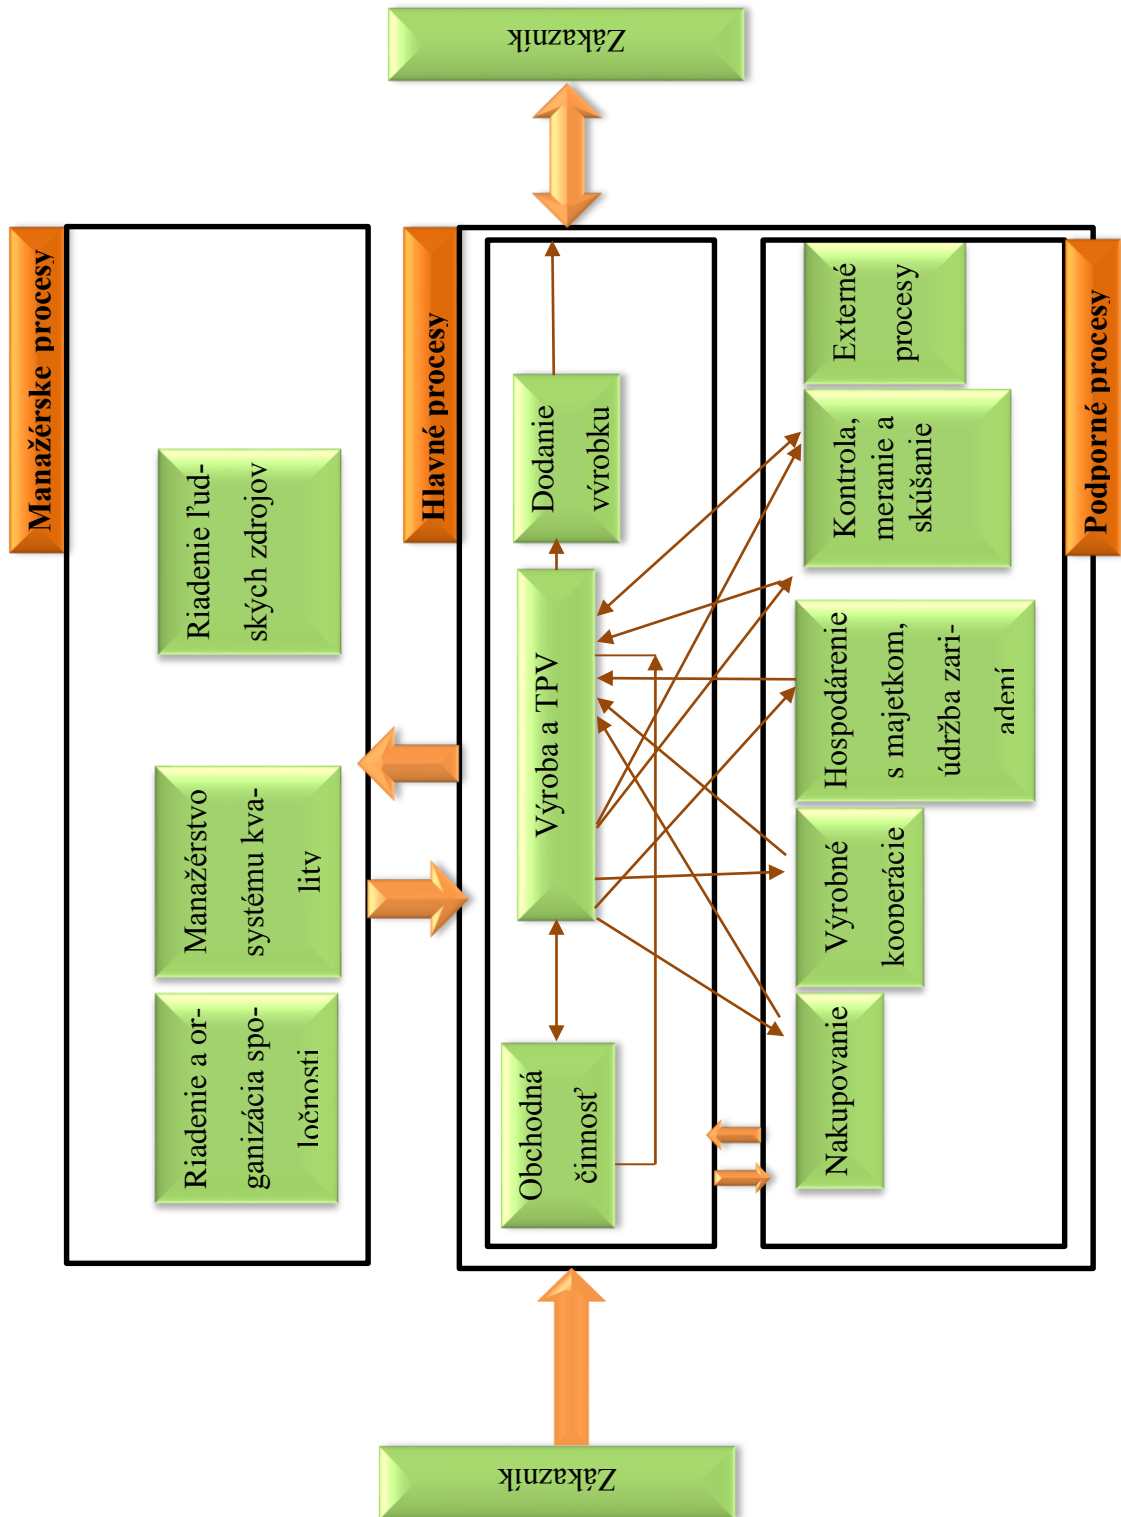 Manažérske procesy
Riadenie a or-
ganizácia spo-
ločnosti
Manažérstvo
systému kva-
lity
Riadenie ľud-
ských zdrojov
Zákazník
Hlavné procesy
Obchodná
činnosť
Výroba a TPV
Dodanie
výrobku
Zákazník
Nakupovanie
Výrobné
kooperácie
Hospodárenie
s majetkom,
údržba zari-
adení
Kontrola,
meranie a
skúšanie
Externé
procesy
Podporné procesy